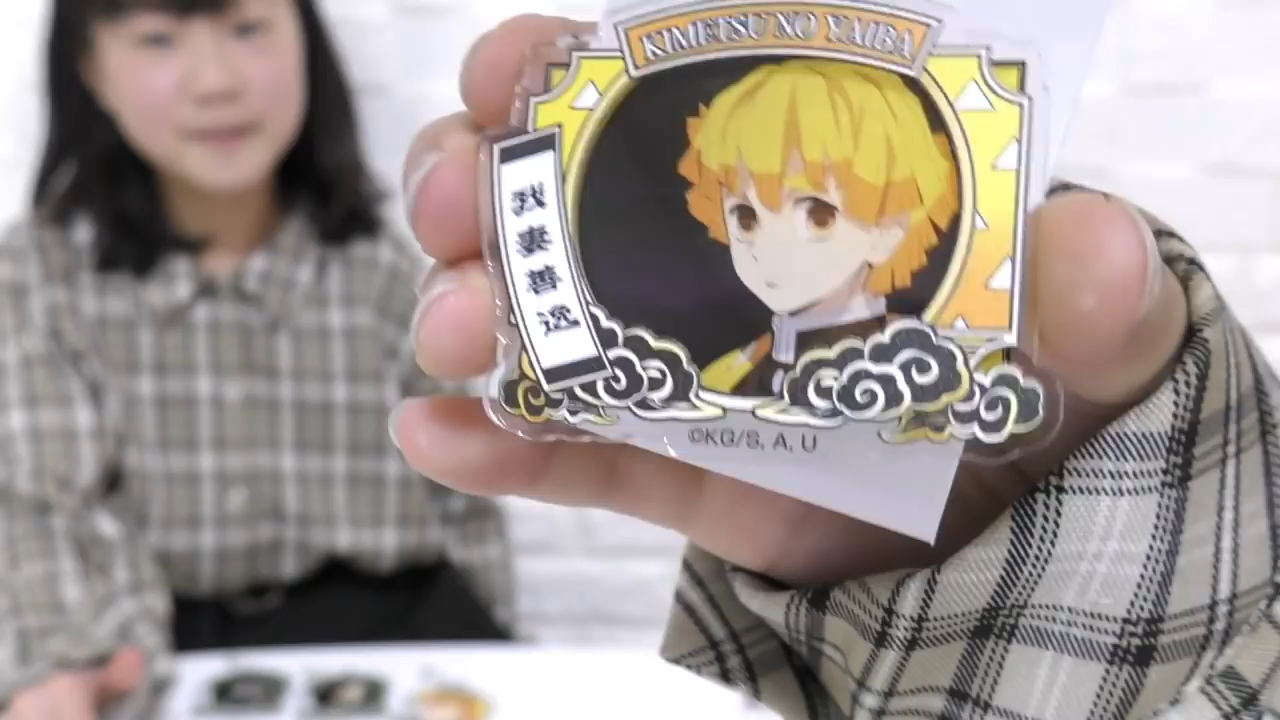 KIMETSU NO YAIBA
我妻善逸
©KG/S, A, U